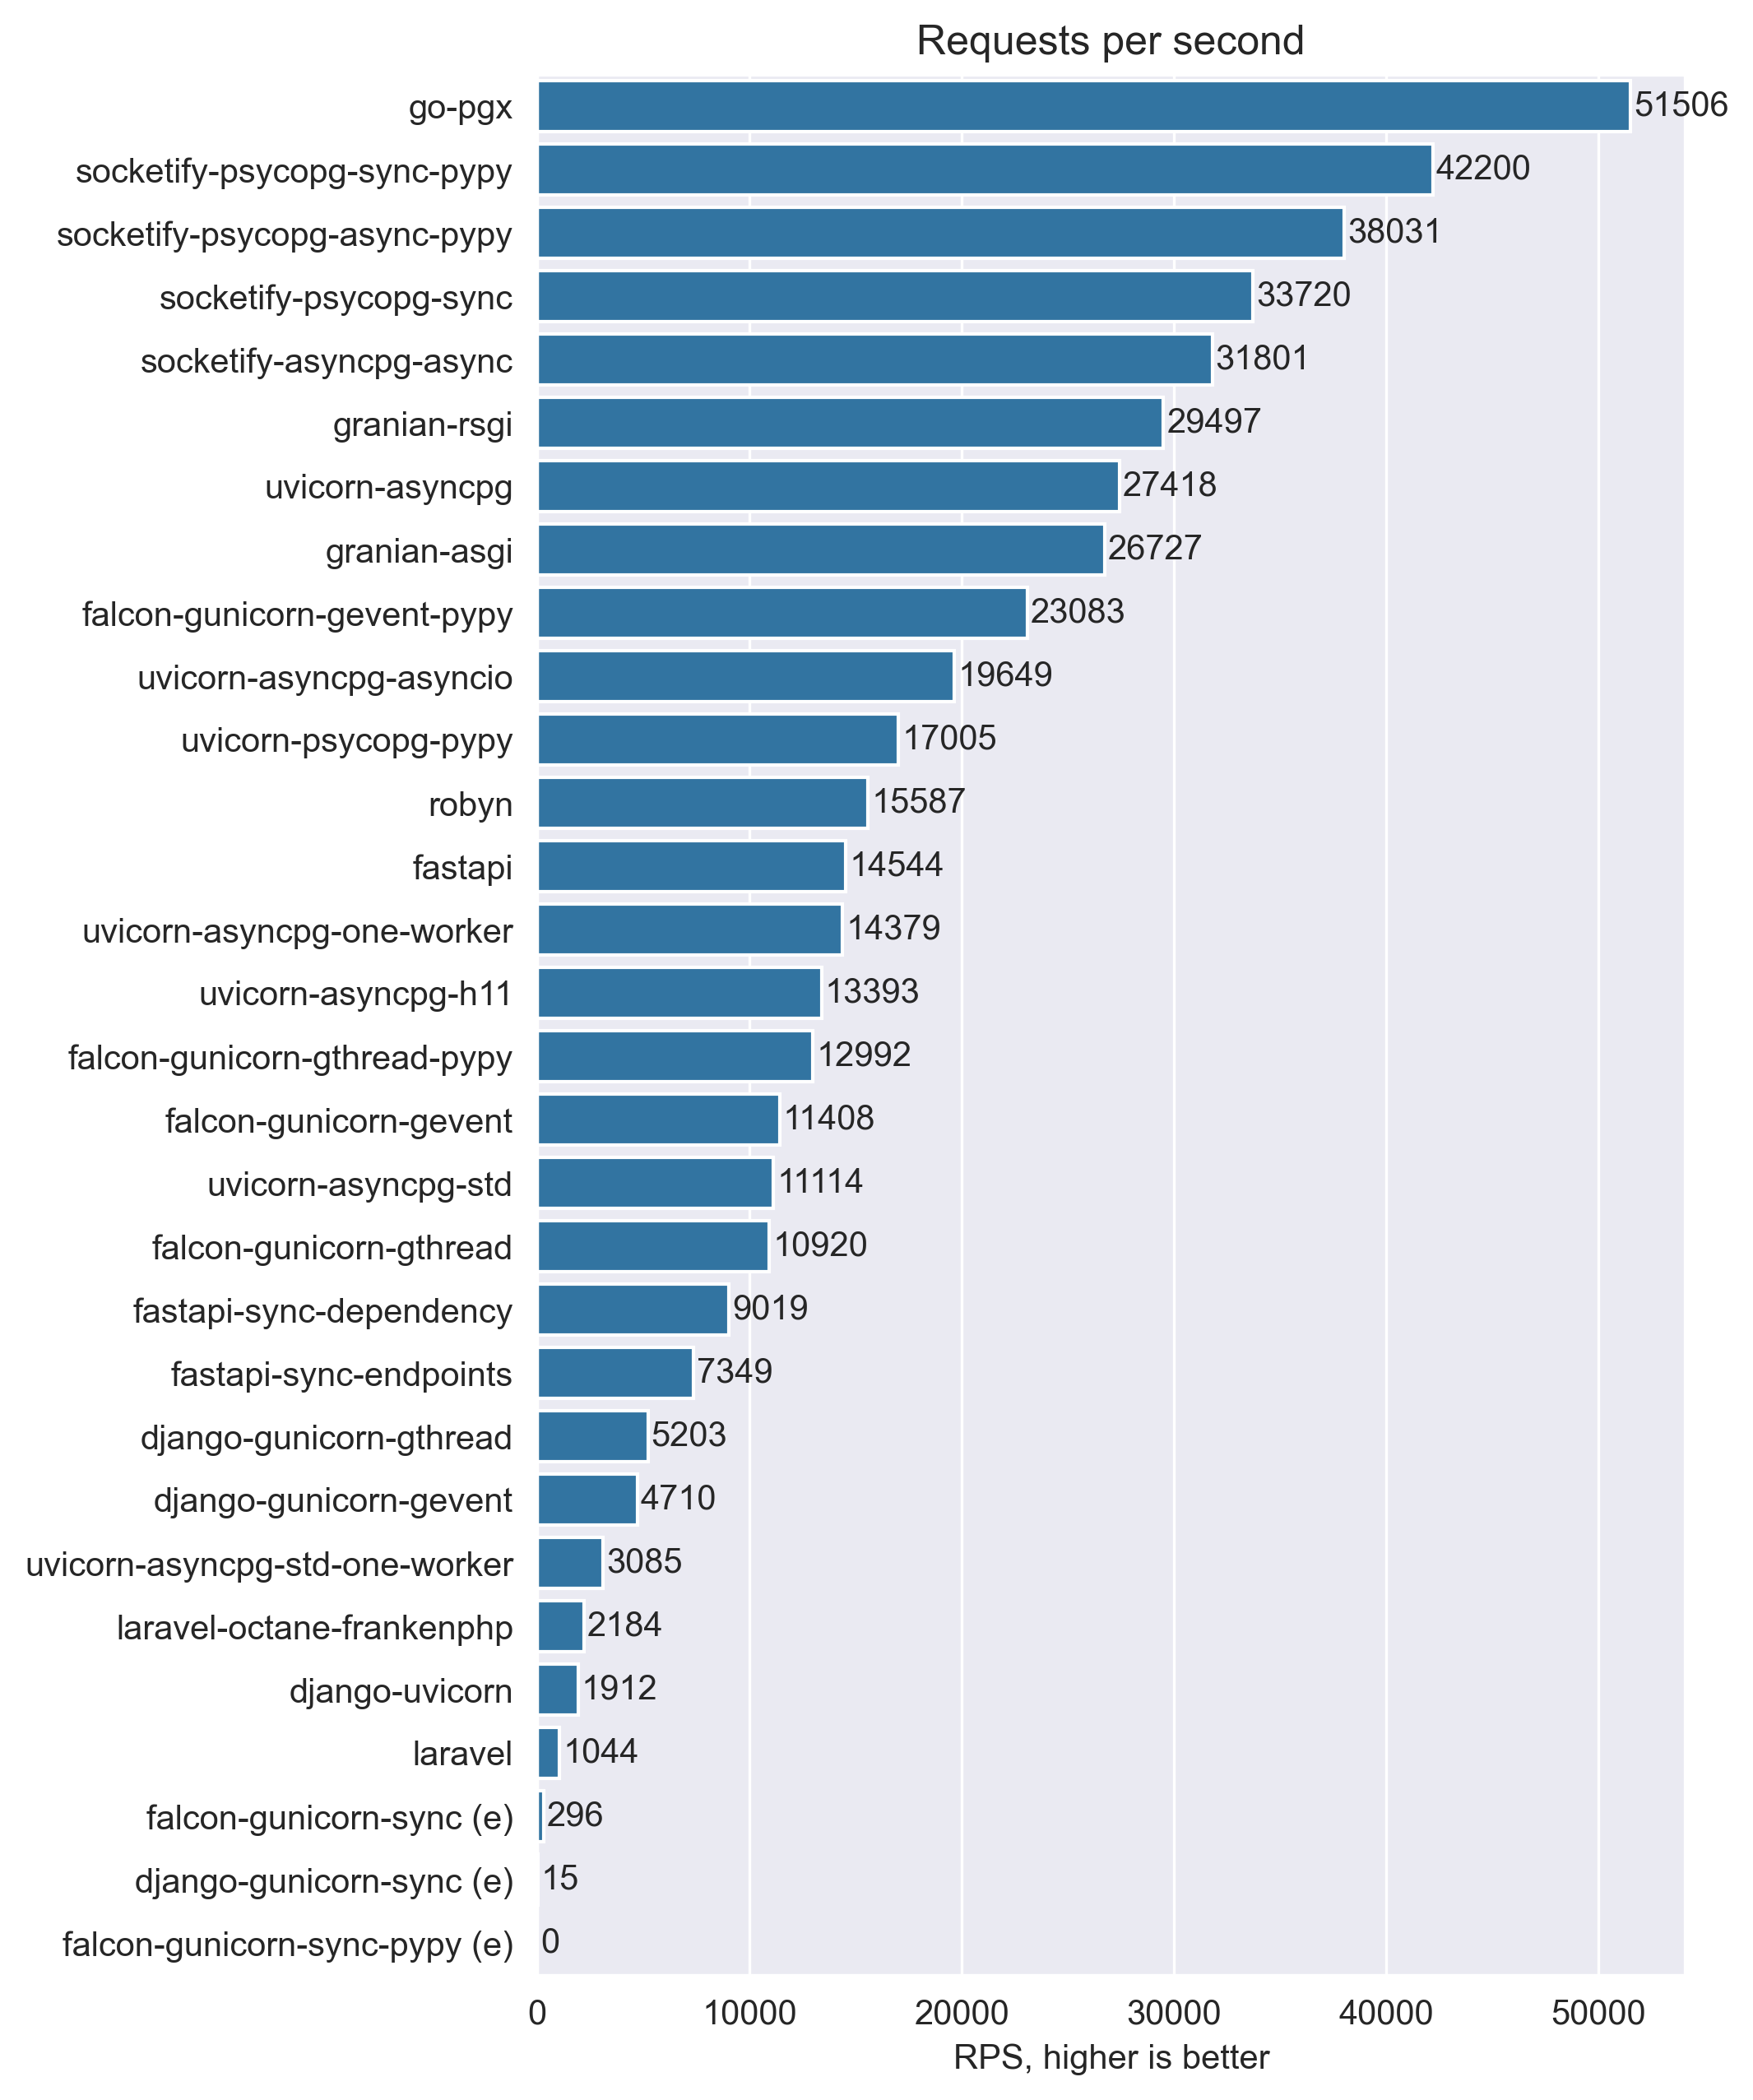 Requests per second
go-pgx 51506
socketify-psycopg-sync-pypy 42200
socketify-psycopg-async-pypy 38031
socketify-psycopg-sync 33720
socketify-asyncpg-async 31801
granian-rsgi 29497
uvicorn-asyncpg 27418
granian-asgi 26727
falcon-gunicorn-gevent-pypy 23083
uvicorn-asyncpg-asyncio 19649
uvicorn-psycopg-pypy 17005
robyn 15587
fastapi 14544
uvicorn-asyncpg-one-worker 14379
uvicorn-asyncpg-h11 13393
falcon-gunicorn-gthread-pypy 12992
falcon-gunicorn-gevent 11408
uvicorn-asyncpg-std 11114
falcon-gunicorn-gthread 10920
fastapi-sync-dependency 9019
fastapi-sync-endpoints 7349
django-gunicorn-gthread 5203
django-gunicorn-gevent 4710
uvicorn-asyncpg-std-one-worker 3085
laravel-octane-frankenphp 2184
django-uvicorn 1912
laravel 1044
falcon-gunicorn-sync (e) 296
django-gunicorn-sync (e) 15
falcon-gunicorn-sync-pypy (e) 0
0 10000 20000 30000 40000 50000
RPS, higher is better